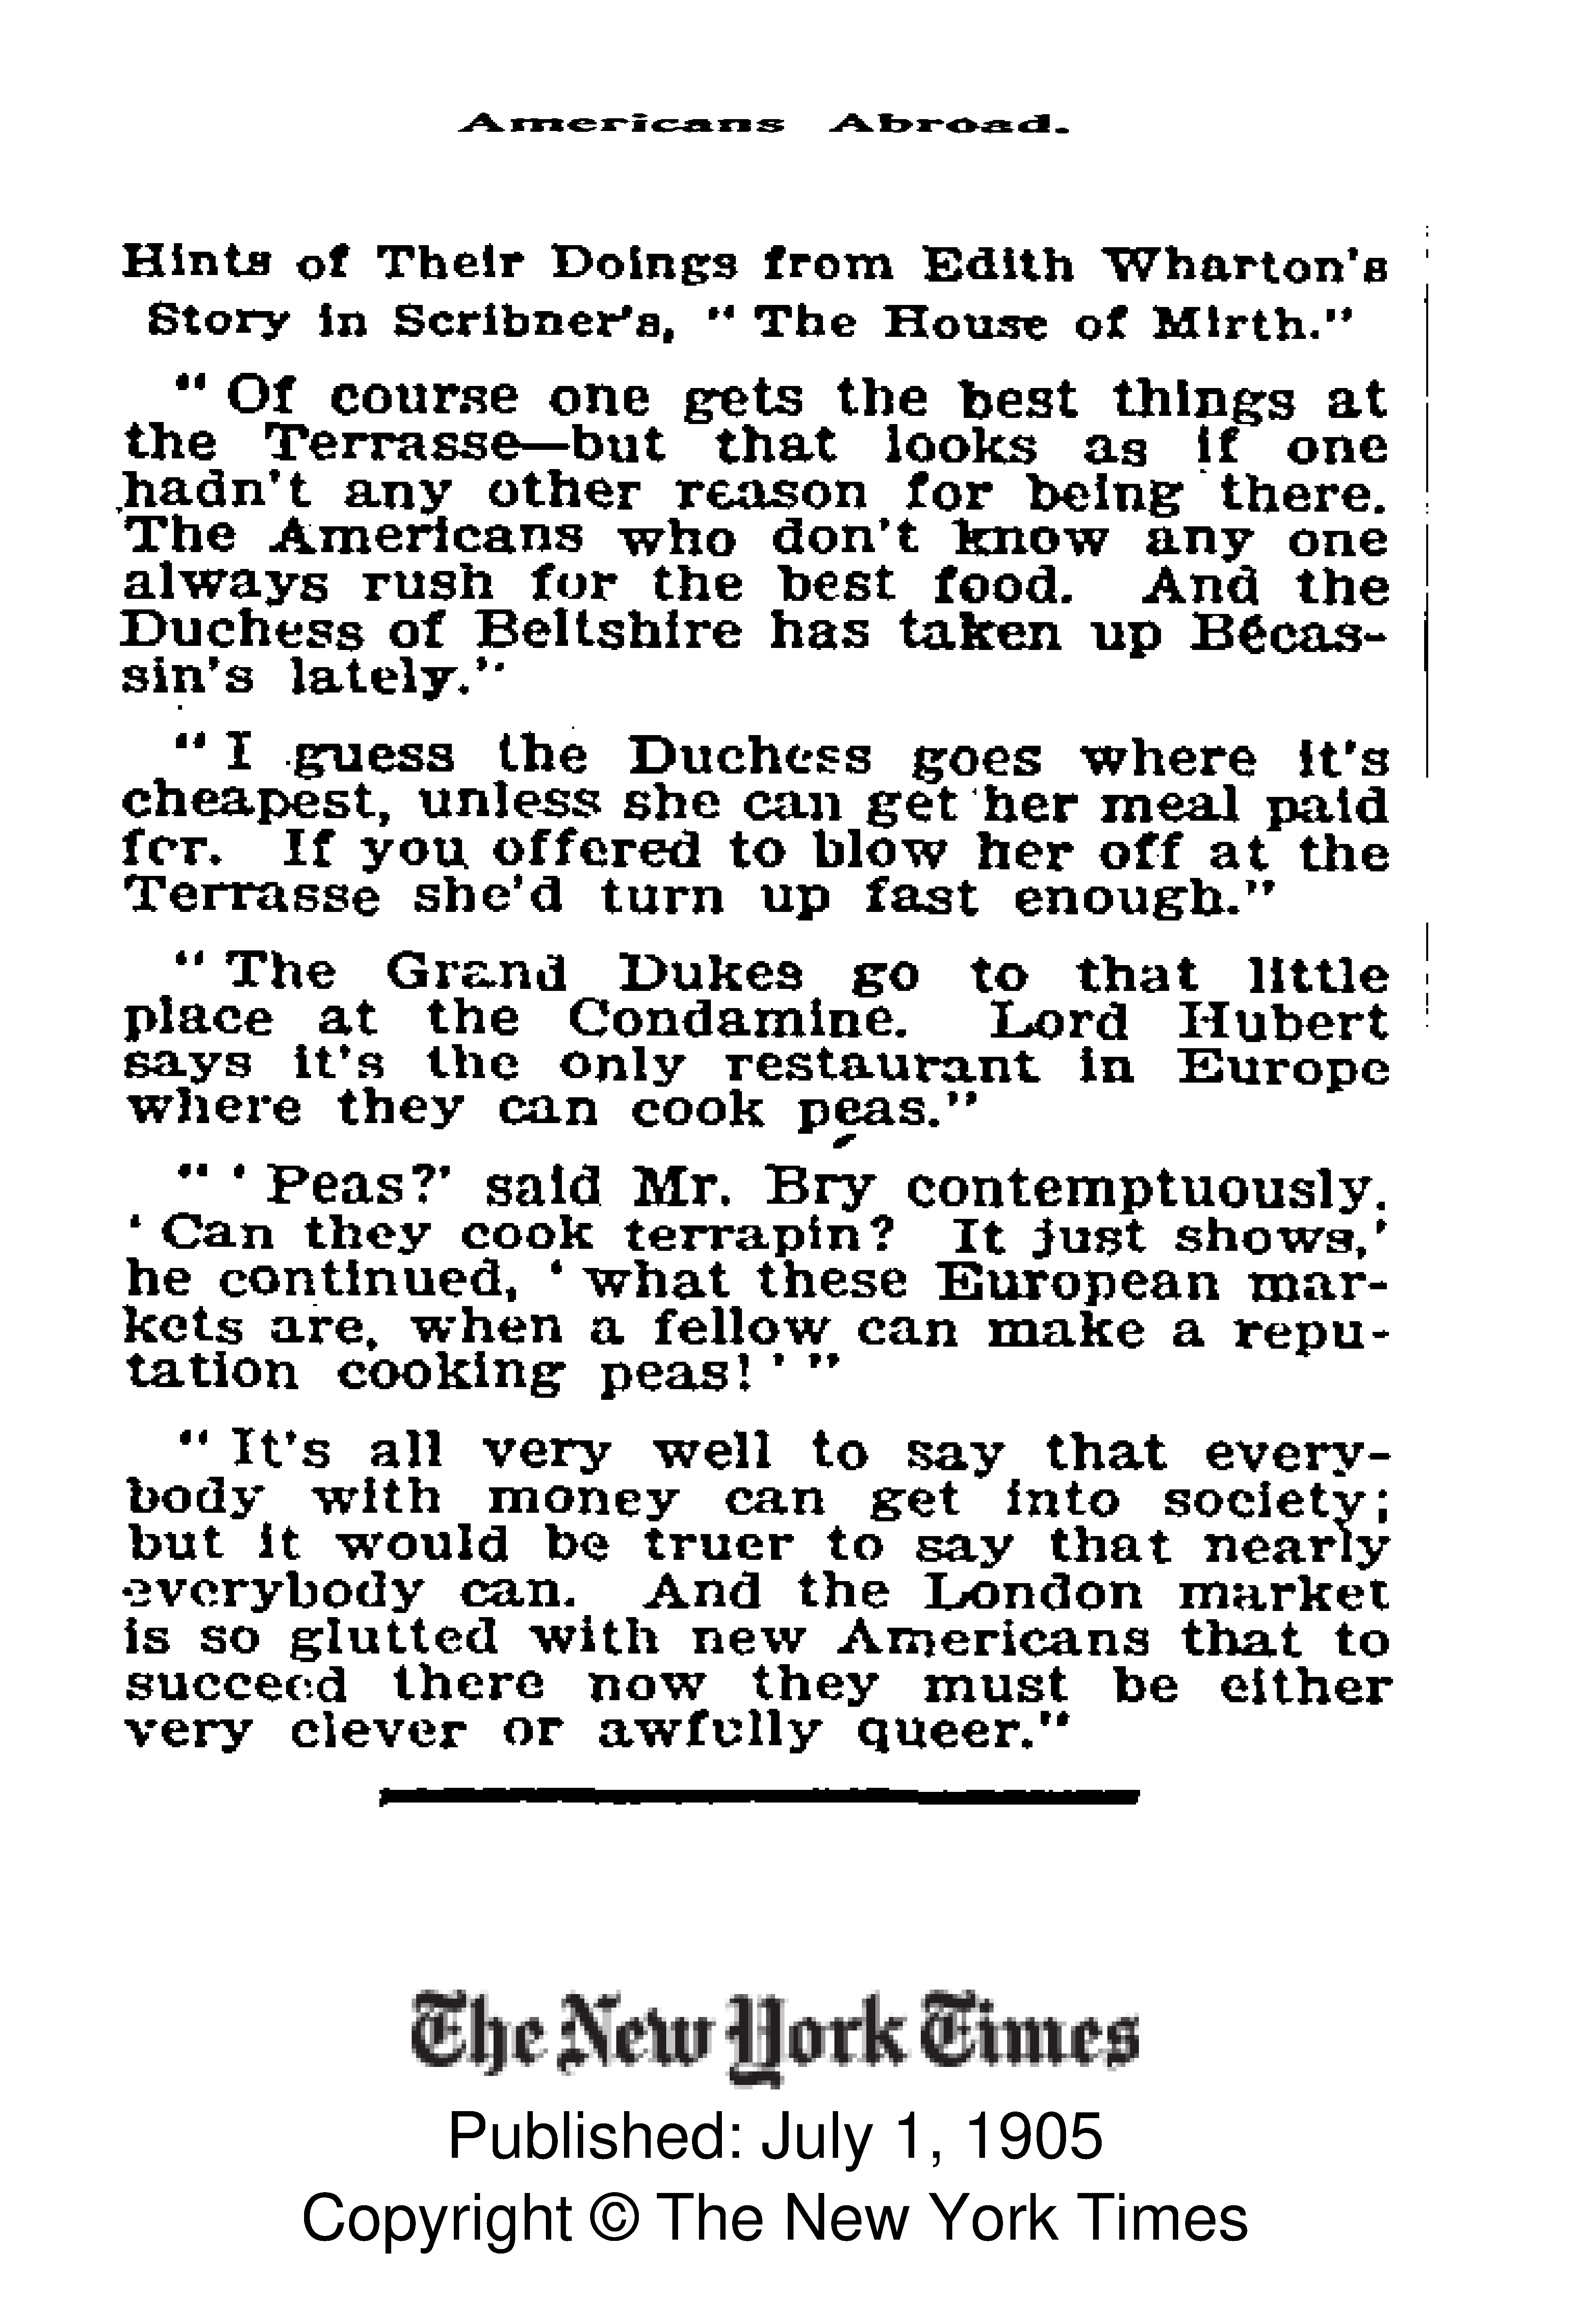 Americans Abroad.
Hints of Their Doings from Edith Wharton's
Story in Scribner's, "The House of Mirth."
"Of course one gets the best things at
the Terrasse—but that looks as if one
hadn't any other reason for being there.
The Americans who don't know any one
always rush for the best food. And the
Duchess of Beltshire has taken up Bécas-
sin's lately."
"I guess the Duchess goes where it's
cheapest, unless she can get her meal paid
for. If you offered to blow her off at the
Terrasse she'd turn up fast enough."
"The Grand Dukes go to that little
place at the Condamine. Lord Hubert
says it's the only restaurant in Europe
where they can cook peas."
"'Peas?' said Mr. Bry contemptuously.
'Can they cook terrapin? It just shows,'
he continued, 'what these European mar-
kets are, when a fellow can make a repu-
tation cooking peas!'"
"It's all very well to say that every-
body with money can get into society;
but it would be truer to say that nearly
everybody can. And the London market
is so glutted with new Americans that to
succeed there now they must be either
very clever or awfully queer."
The New York Times
Published: July 1, 1905
Copyright © The New York Times